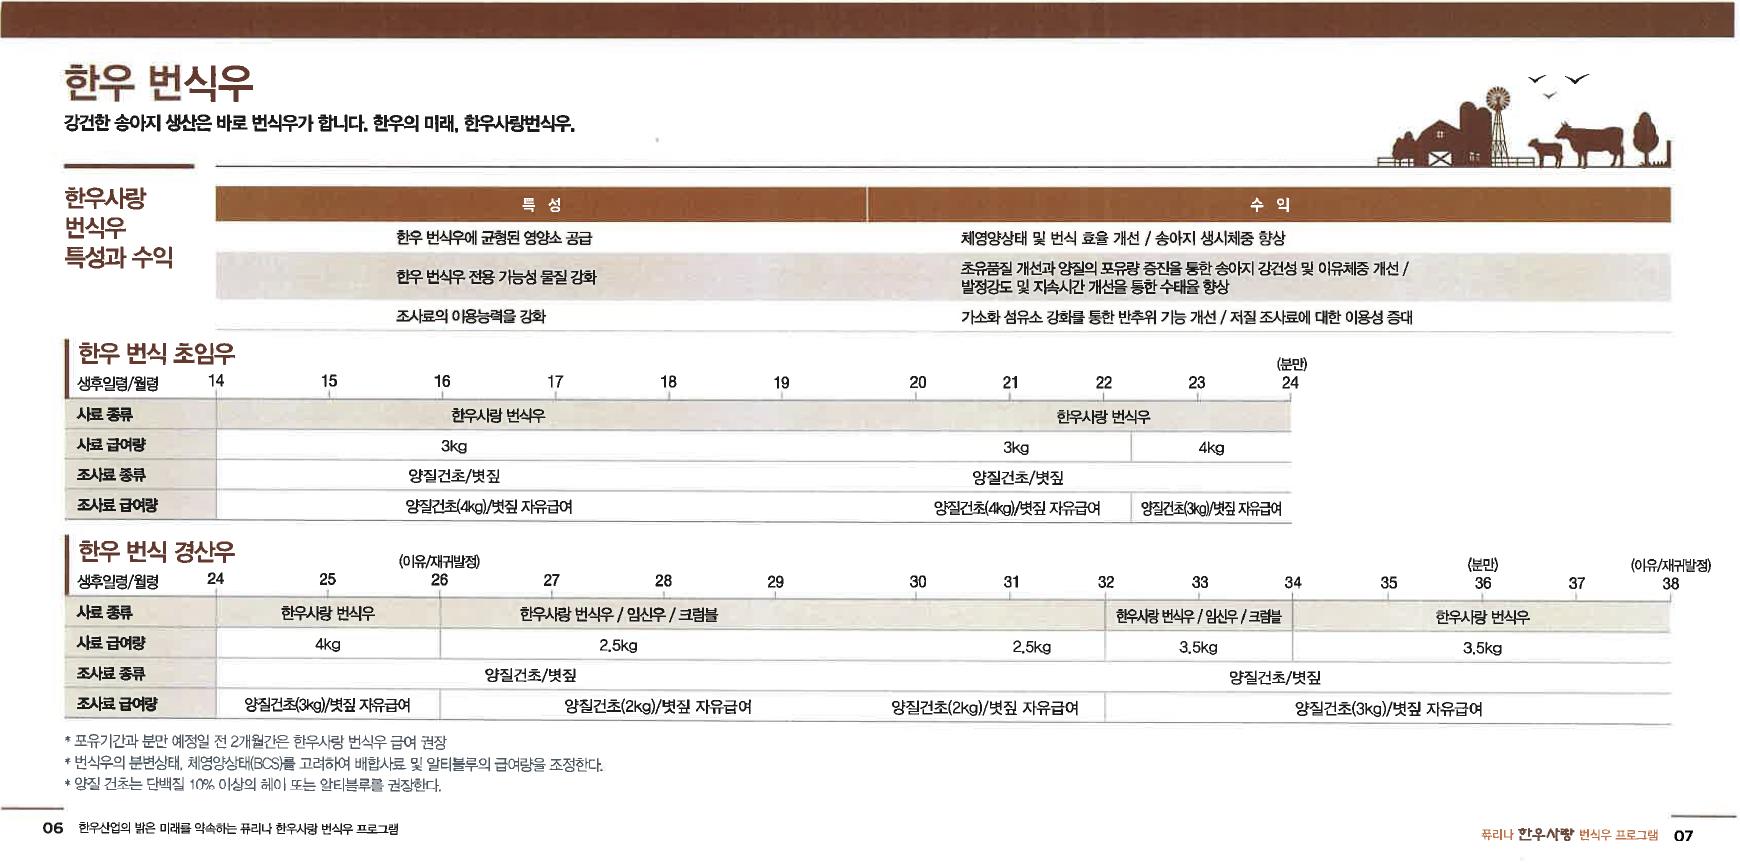 한우 번식우
강건한 송아지 생산은 바로 번식우가 합니다. 한우의 미래, 한우사랑번식우.
한우사랑
번식우
특성과 수익
특 성 수 익
한우 번식우에 균형된 영양소 공급 체영양상태 및 번식 효율 개선 / 송아지 생시체중 향상
한우 번식우 전용 기능성 물질 강화 초유품질 개선과 양질의 포유량 증진을 통한 송아지 강건성 및 이유체중 개선 /
발정강도 및 지속시간 개선을 통한 수태율 향상
조사료의 이용능력을 강화 가소화 섬유소 강화를 통한 반추위 기능 개선 / 저질 조사료에 대한 이용성 증대
한우 번식 초임우
(분만)
생후일령/월령 14 15 16 17 18 19 20 21 22 23 24
사료 종류 한우사랑 번식우 한우사랑 번식우
사료 급여량 3kg 3kg 4kg
조사료 종류 양질건초/볏짚 양질건초/볏짚
조사료 급여량 양질건초(4kg)/볏짚 자유급여 양질건초(4kg)/볏짚 자유급여 양질건초(3kg)/볏짚 자유급여
한우 번식 경산우
(이유/재귀발정) (분만) (이유/재귀발정)
생후일령/월령 24 25 26 27 28 29 30 31 32 33 34 35 36 37 38
사료 종류 한우사랑 번식우 한우사랑 번식우 / 임신우 / 크럼블 한우사랑 번식우 / 임신우 / 크럼블 한우사랑 번식우
사료 급여량 4kg 2.5kg 2.5kg 3.5kg 3.5kg
조사료 종류 양질건초/볏짚 양질건초/볏짚
조사료 급여량 양질건초(3kg)/볏짚 자유급여 양질건초(2kg)/볏짚 자유급여 양질건초(2kg)/볏짚 자유급여 양질건초(3kg)/볏짚 자유급여
* 포유기간과 분만 예정일 전 2개월간은 한우사랑 번식우 급여 권장
* 번식우의 분변상태, 체영양상태(BCS)를 고려하여 배합사료 및 알티블루의 급여량을 조정한다.
* 양질 건초는 단백질 10% 이상의 헤이 또는 알티블루를 권장한다.
06 한우산업의 밝은 미래를 약속하는 퓨리나 한우사랑 번식우 프로그램
퓨리나 한우사랑 번식우 프로그램 07